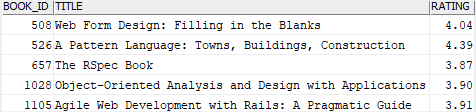 BOOK_ID TITLE RATING
508 Web Form Design: Filling in the Blanks 4.04
526 A Pattern Language: Towns, Buildings, Construction 4.39
657 The RSpec Book 3.87
1028 Object-Oriented Analysis and Design with Applications 3.90
1105 Agile Web Development with Rails: A Pragmatic Guide 3.95